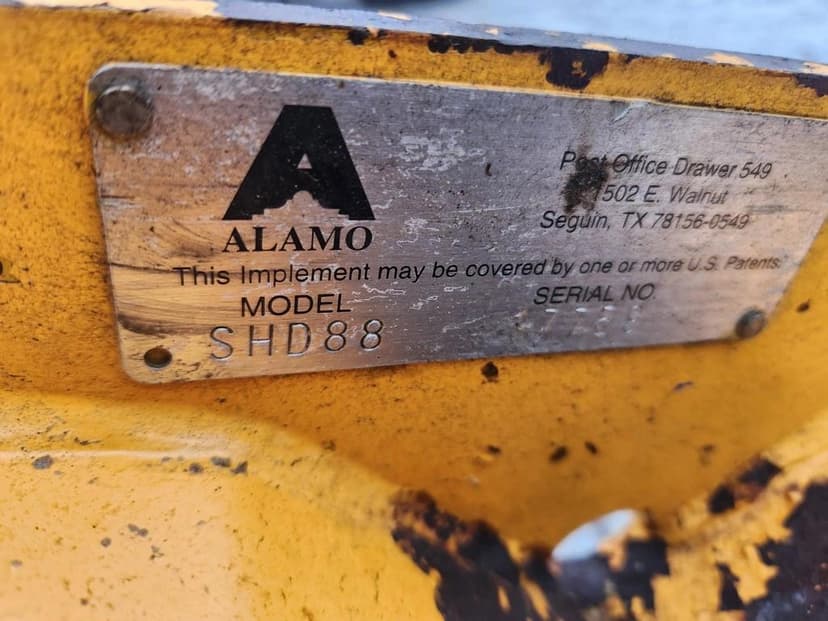 ALAMO
Post Office Drawer 549
1502 E. Walnut
Seguin, TX 78156-0549
This Implement may be covered by one or more U.S. Patents.
MODEL
SERIAL NO.
SHD88